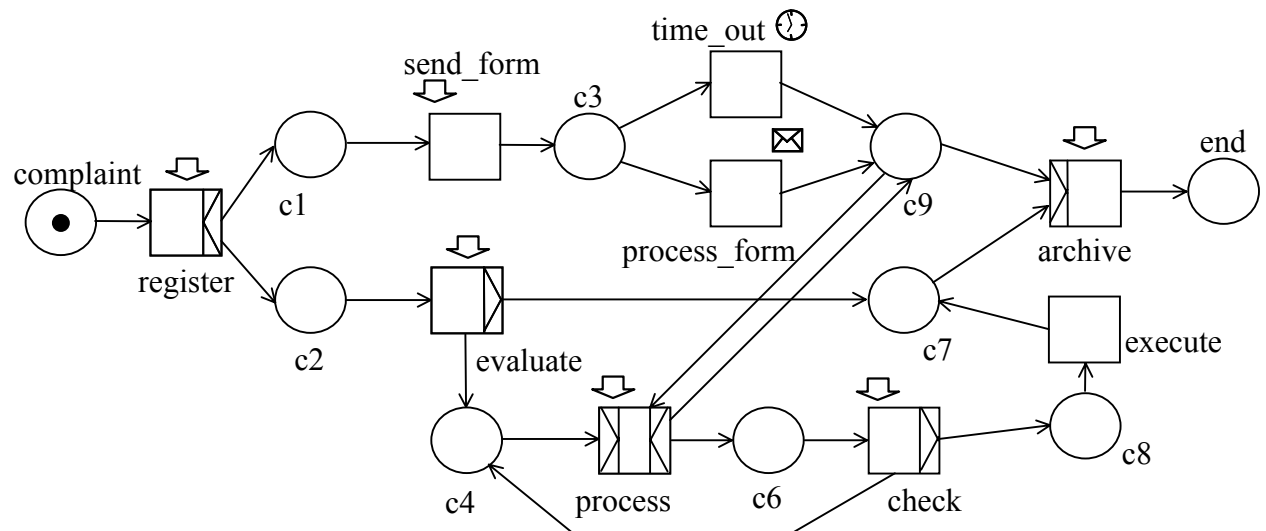 time_out
send_form
c3
complaint
end
c1
c9
register
process_form
archive
c2
evaluate
c7
execute
c4
process
c6
check
c8